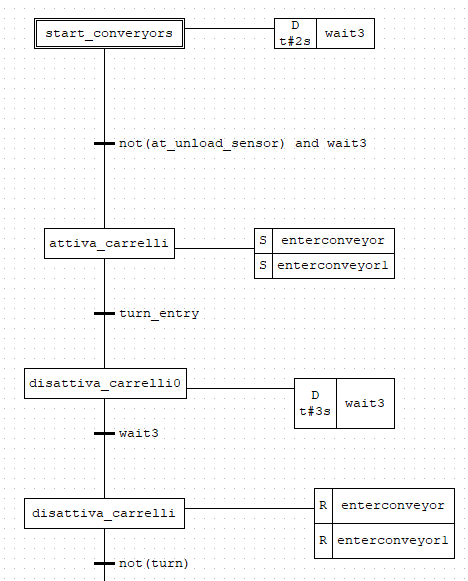 start_converyors
D
t#2s
wait3
not(at_unload_sensor) and wait3
attiva_carrelli
S enterconveyor
S enterconveyor1
turn_entry
disattiva_carrelli0
D
t#3s
wait3
wait3
disattiva_carrelli
R enterconveyor
R enterconveyor1
not(turn)